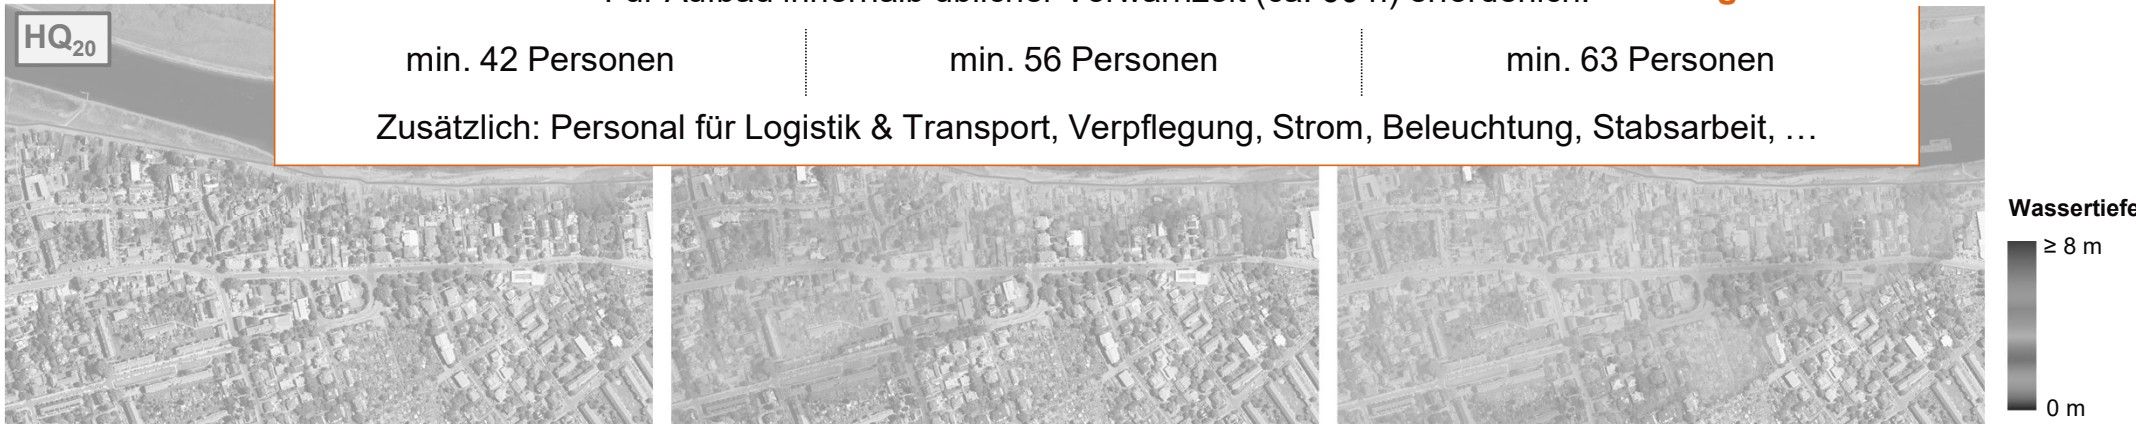 HQ20
min. 42 Personen
min. 56 Personen
min. 63 Personen
Zusätzlich: Personal für Logistik & Transport, Verpflegung, Strom, Beleuchtung, Stabsarbeit, …
Wassertiefe
≥ 8 m
0 m